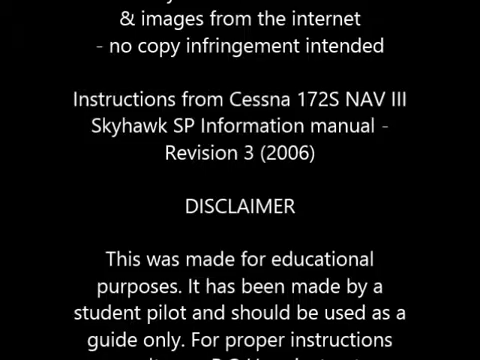 & images from the internet
- no copy infringement intended
Instructions from Cessna 172S NAV III
Skyhawk SP Information manual -
Revision 3 (2006)
DISCLAIMER
This was made for educational
purposes. It has been made by a
student pilot and should be used as a
guide only. For proper instructions